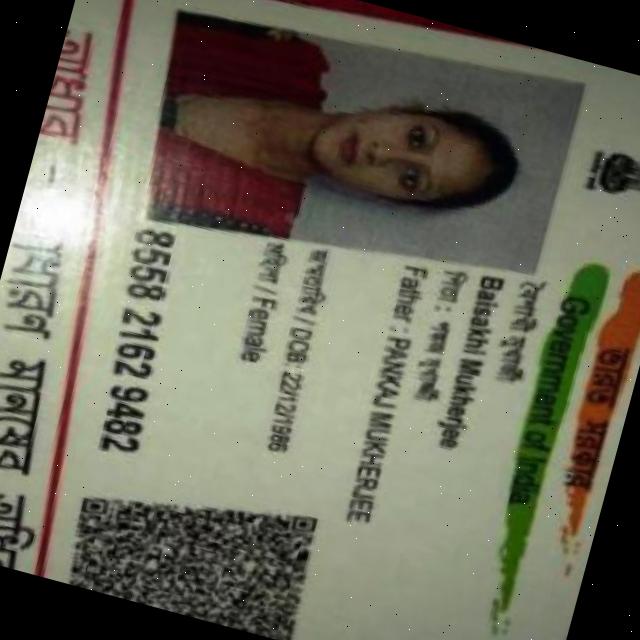 ভারত সরকার
Government of India
বৈশাখী মুখার্জী
Baisakhi Mukherjee
পিতা : পঙ্কজ মুখার্জী
Father : PANKAJ MUKHERJEE
জন্মতারিখ / DOB : 22/12/1986
মহিলা / Female
8558 2162 9482
আধার - সাধারণ মানুষের